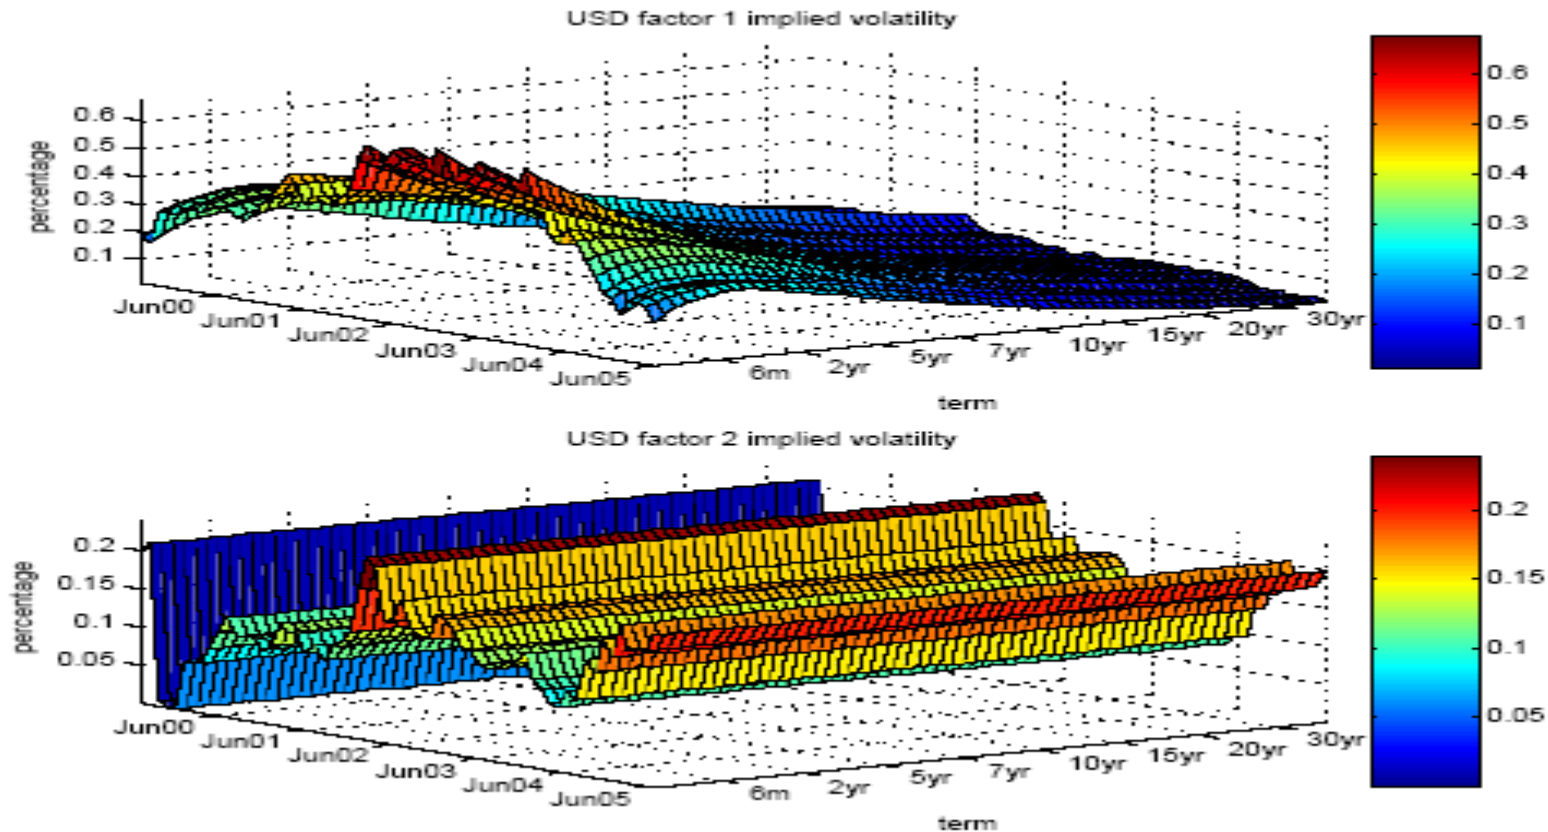 USD factor 1 implied volatility
percentage
0.6
0.5
0.4
0.3
0.2
0.1
Jun00
Jun01
Jun02
Jun03
Jun04
Jun05
6m
2yr
5yr
7yr
10yr
15yr
20yr
30yr
term
0.6
0.5
0.4
0.3
0.2
0.1
USD factor 2 implied volatility
percentage
0.2
0.15
0.1
0.05
Jun00
Jun01
Jun02
Jun03
Jun04
Jun05
6m
2yr
5yr
7yr
10yr
15yr
20yr
30yr
term
0.2
0.15
0.1
0.05